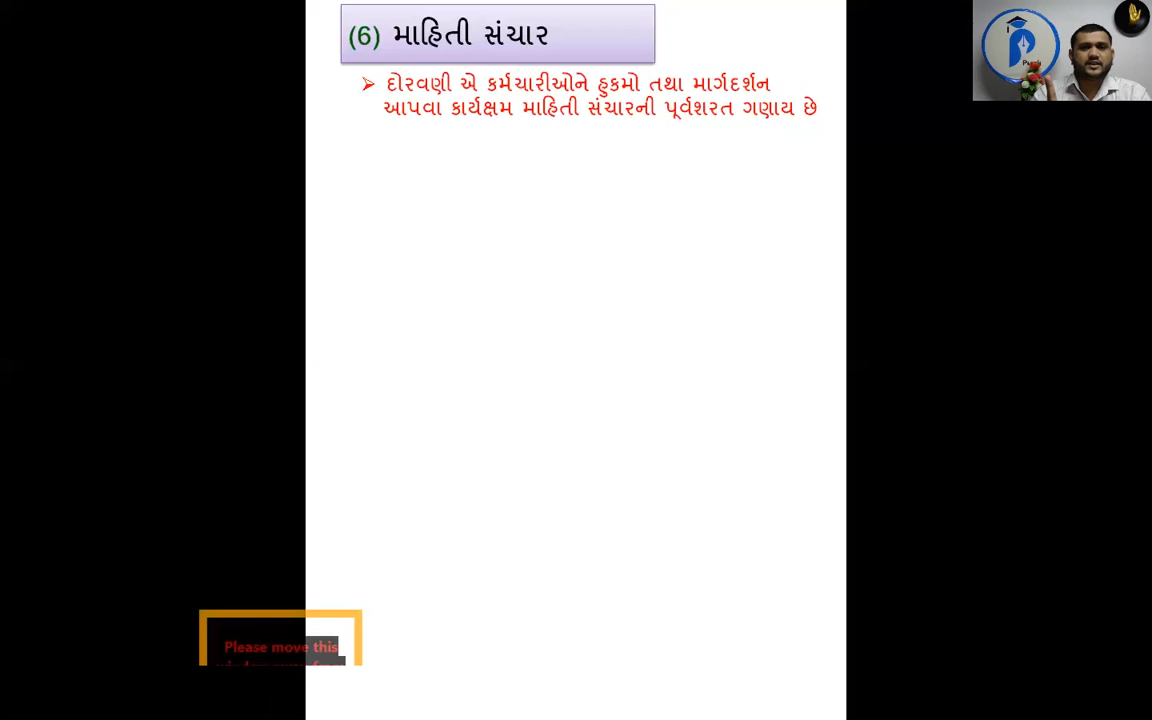 (6) માહિતી સંચાર
➢ દોરવણી એ કર્મચારીઓને હુકમો તથા માર્ગદર્શન
આપવા કાર્યક્ષમ માહિતી સંચારની પૂર્વશરત ગણાય છે
Please move this